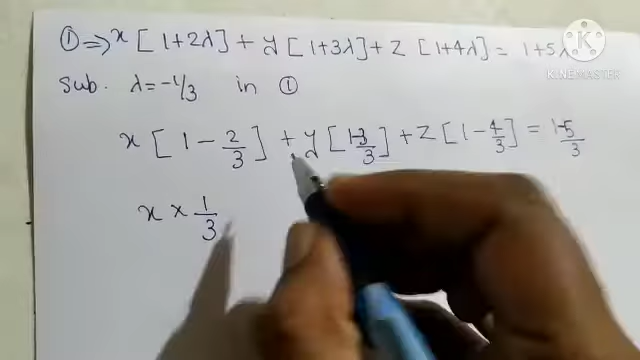 ① ⇒ x [ 1+2λ] + y [ 1+3λ] + z [ 1+4λ] = 1+5λ
Sub. λ = -1/3 in ①
x [ 1 - 2/3 ] + y [ 1-3/3 ] + z [ 1 - 4/3 ] = 1-5/3
x × 1/3
KINEMASTER